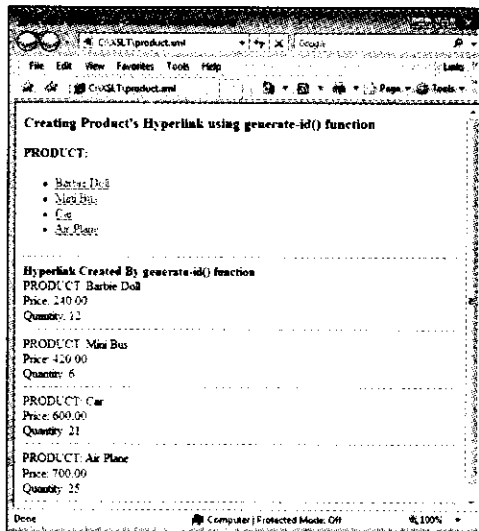 C:\XSLT\product.xml
Google
File Edit View Favorites Tools Help
Links
C:\XSLT\product.xml
Page Tools
Creating Product's Hyperlink using generate-id() function
PRODUCT:
Barbie Doll
Mini Bus
Car
Air Plane
Hyperlink Created By generate-id() function
PRODUCT: Barbie Doll
Price: 240.00
Quantity: 12
PRODUCT: Mini Bus
Price: 420.00
Quantity: 6
PRODUCT: Car
Price: 600.00
Quantity: 21
PRODUCT: Air Plane
Price: 700.00
Quantity: 25
Done
Computer | Protected Mode: Off
100%